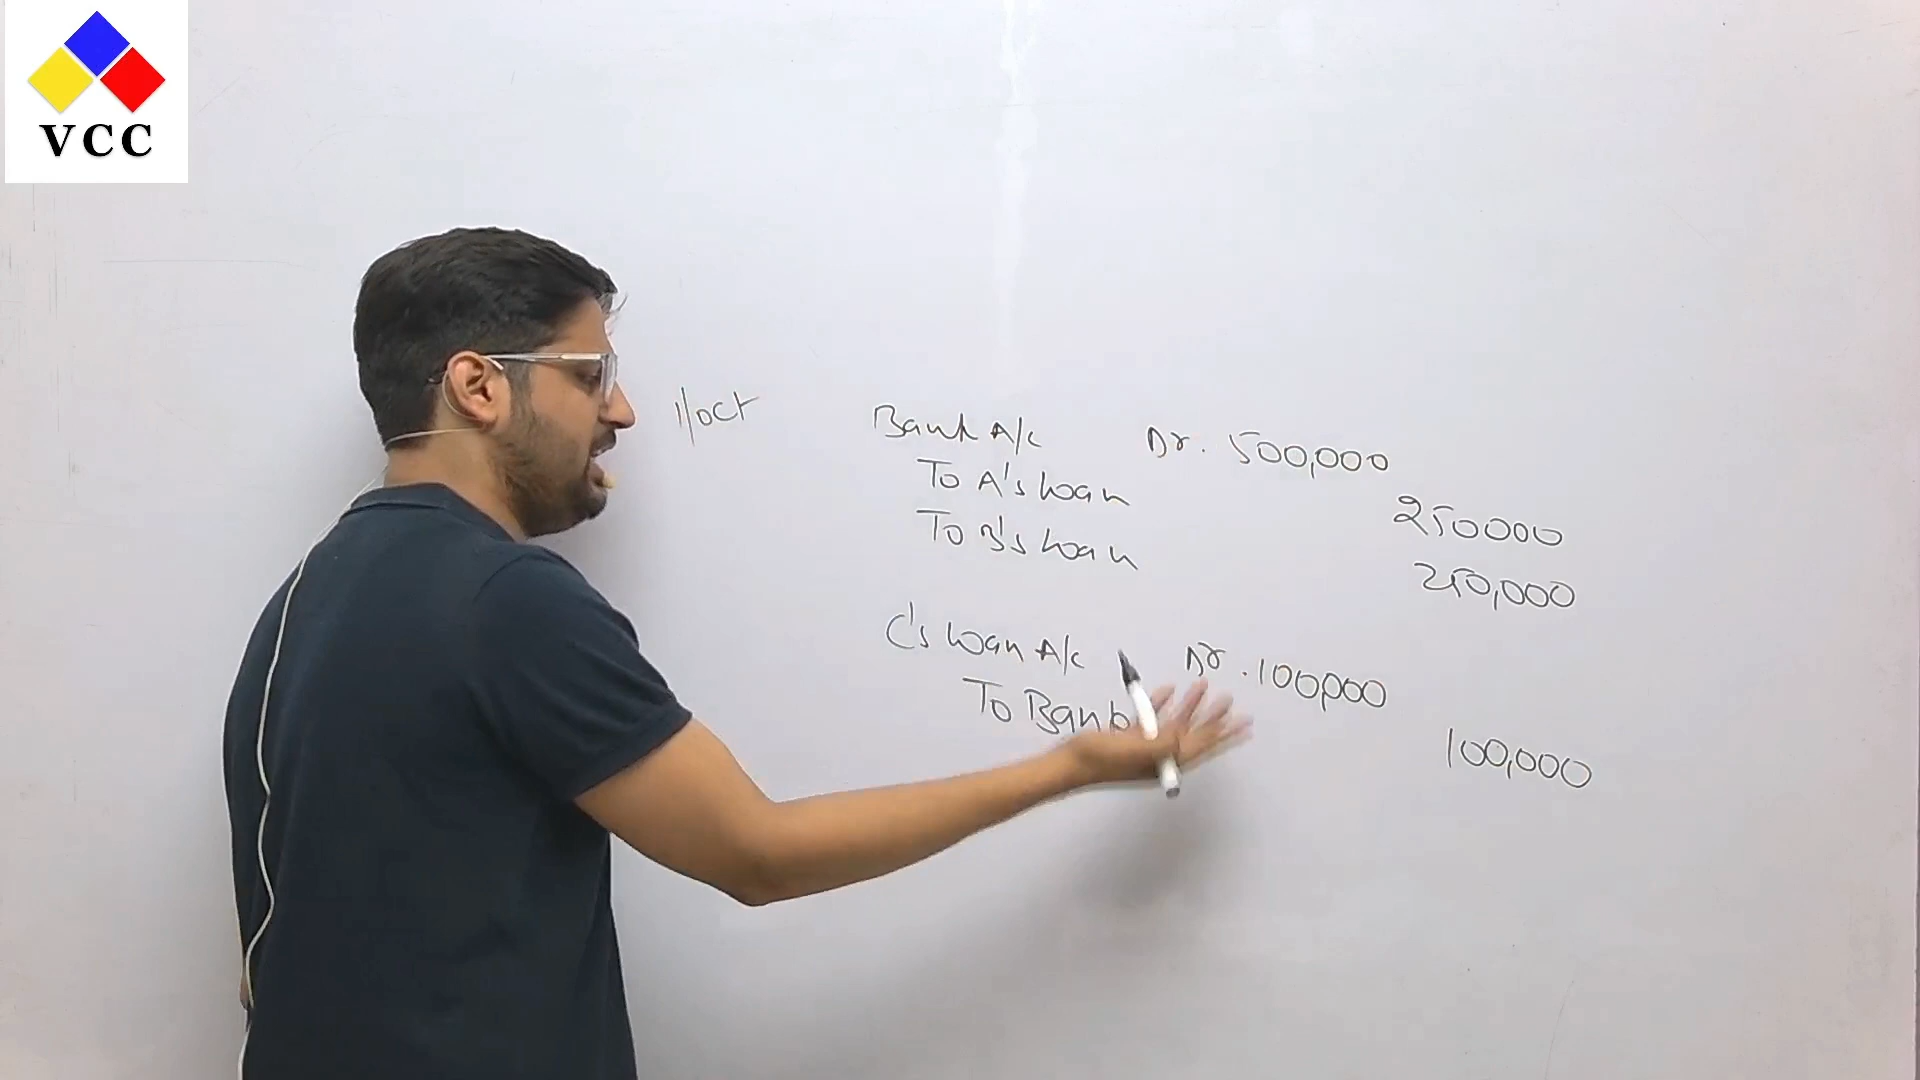 VCC
1/oct
Bank A/c Dr. 500,000
To A's Loan 250000
To B's Loan 250,000
C's Loan A/c Dr. 100,000
To Bank 100,000